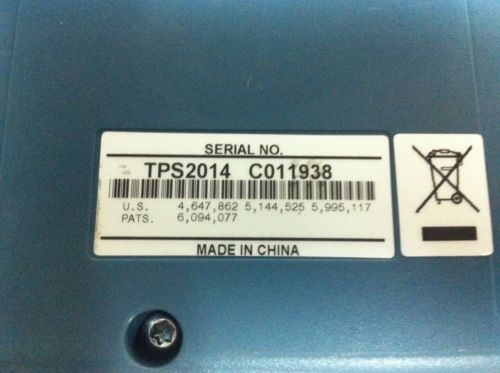 SERIAL NO.
TPS2014 C011938
U.S. 4,647,862 5,144,525 5,995,117
PATS. 6,094,077
MADE IN CHINA